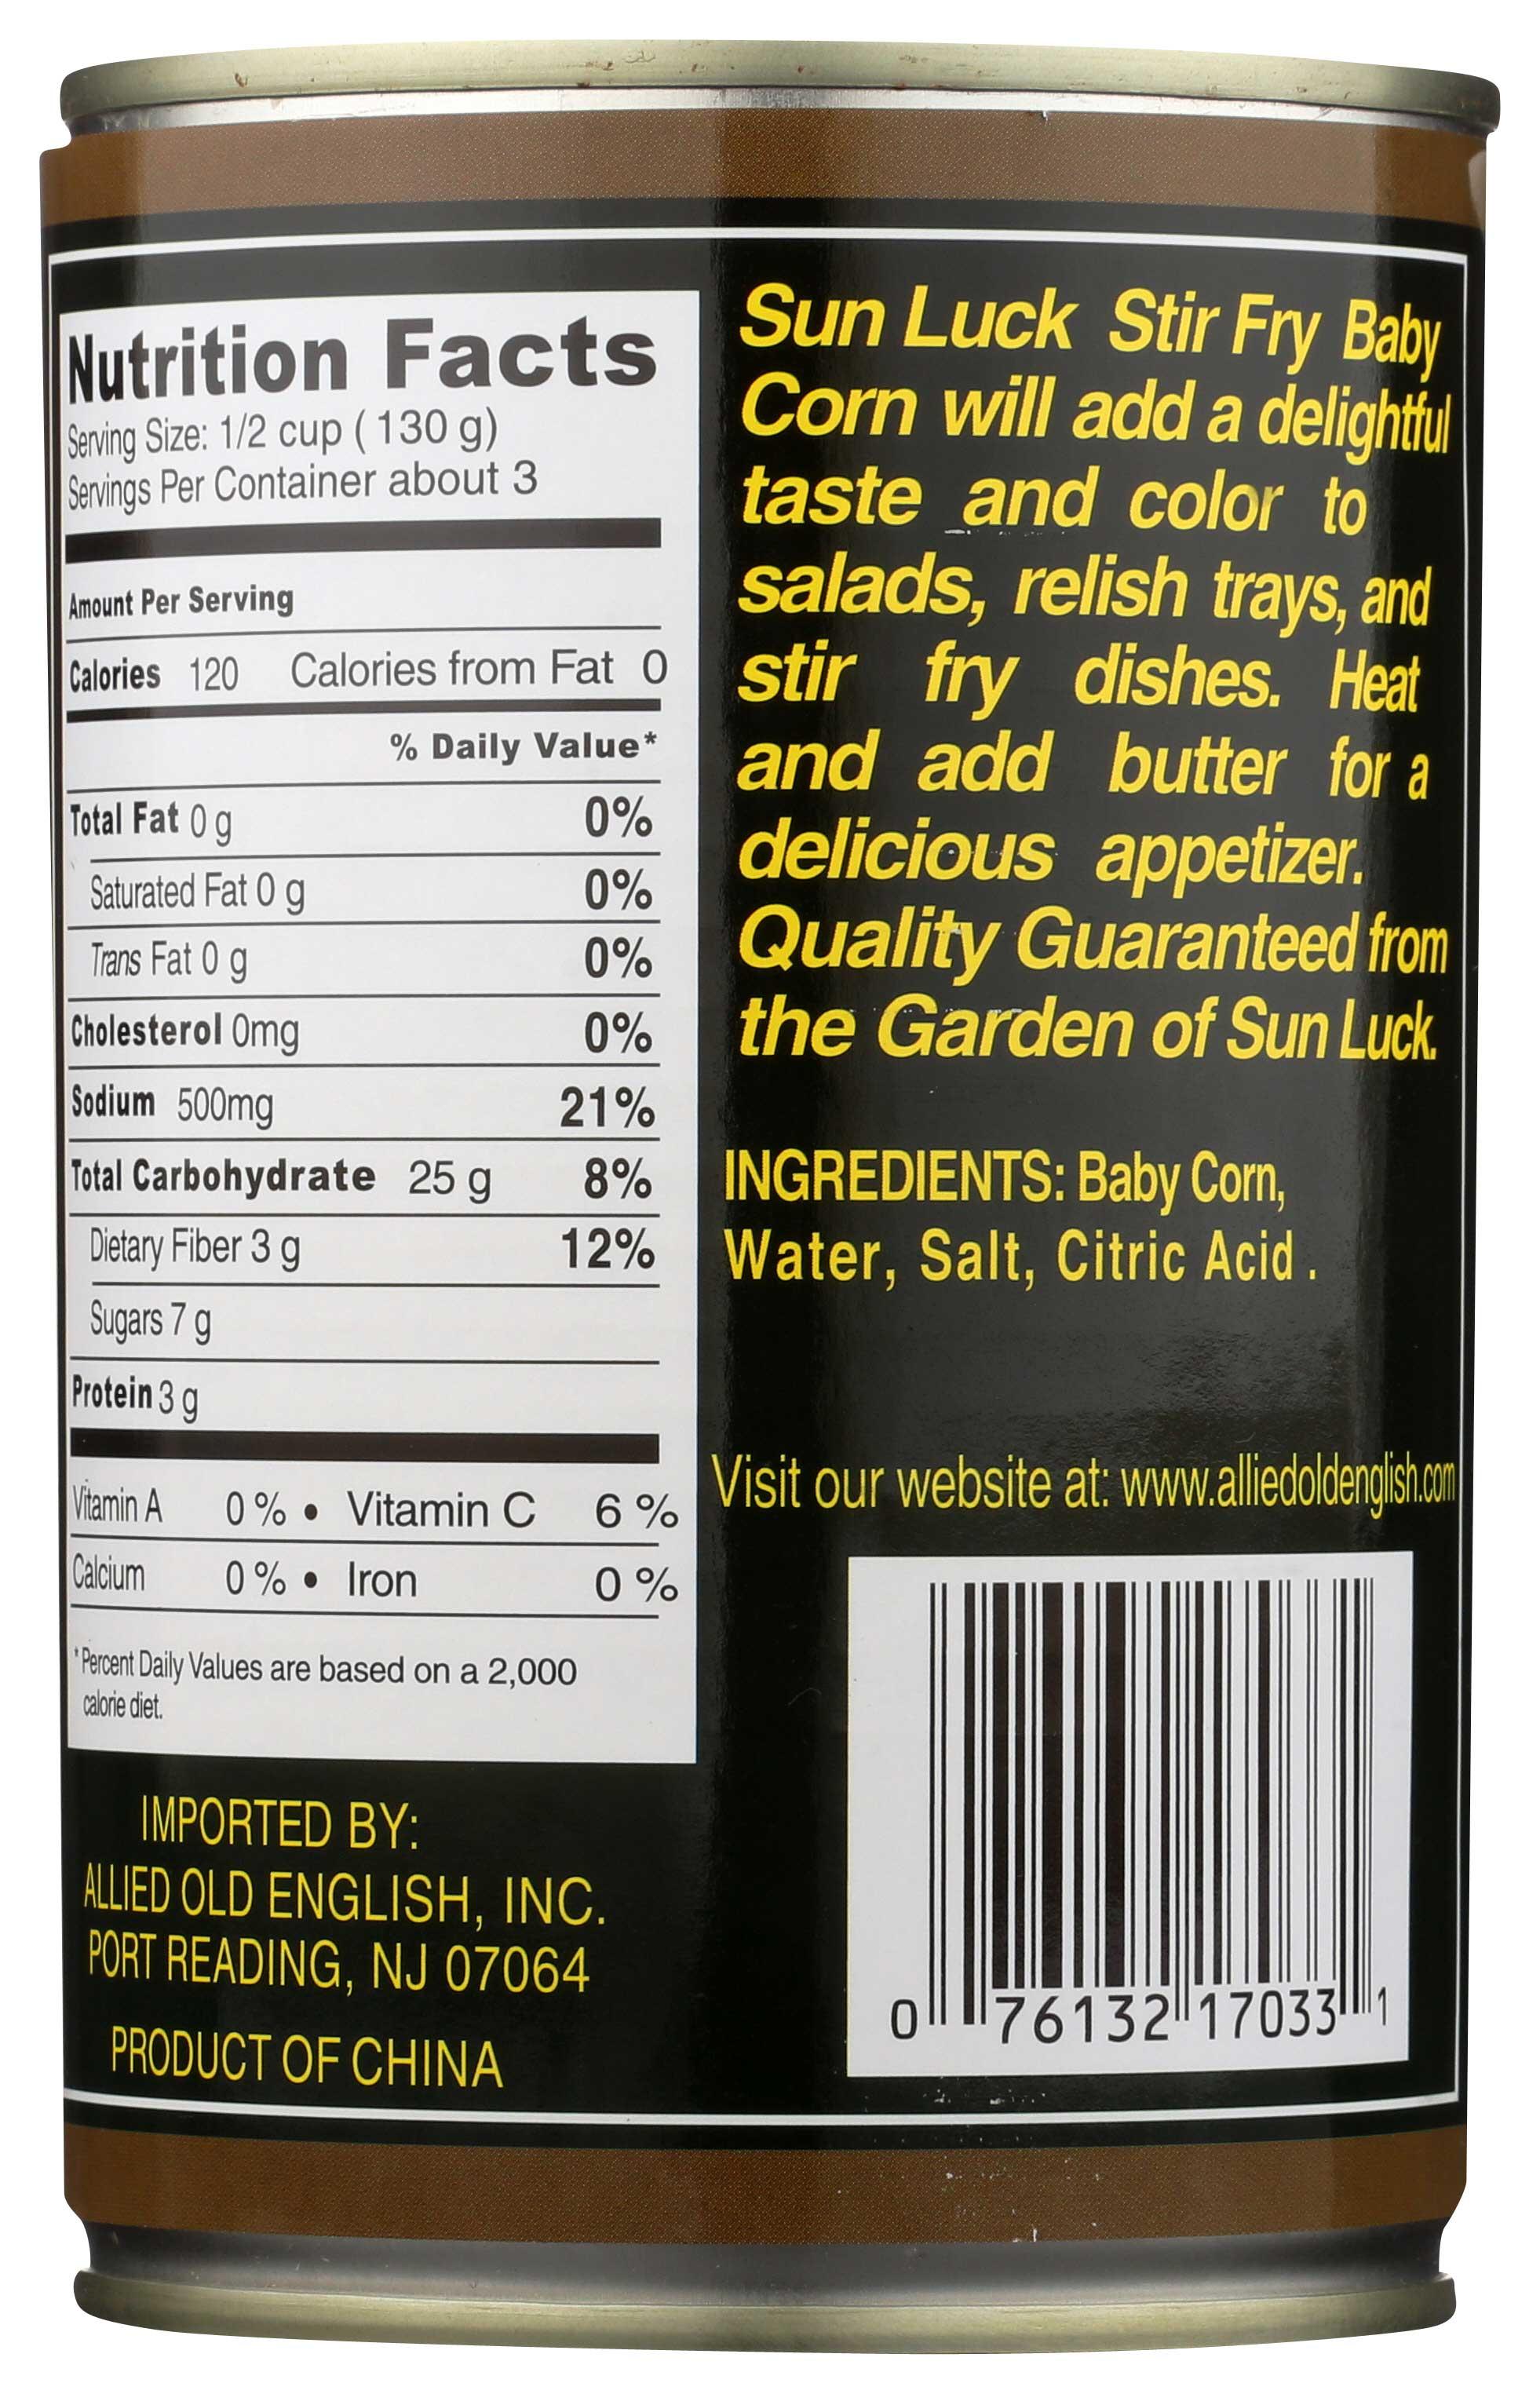 Nutrition Facts
Serving Size: 1/2 cup ( 130 g)
Servings Per Container about 3
Amount Per Serving
Calories 120 Calories from Fat 0
% Daily Value*
Total Fat 0 g 0%
Saturated Fat 0 g 0%
Trans Fat 0 g 0%
Cholesterol 0mg 0%
Sodium 500mg 21%
Total Carbohydrate 25 g 8%
Dietary Fiber 3 g 12%
Sugars 7 g
Protein 3 g
Vitamin A 0 % • Vitamin C 6 %
Calcium 0 % • Iron 0 %
* Percent Daily Values are based on a 2,000
calorie diet.
IMPORTED BY:
ALLIED OLD ENGLISH, INC.
PORT READING, NJ 07064
PRODUCT OF CHINA
Sun Luck Stir Fry Baby
Corn will add a delightful
taste and color to
salads, relish trays, and
stir fry dishes. Heat
and add butter for a
delicious appetizer.
Quality Guaranteed from
the Garden of Sun Luck.
INGREDIENTS: Baby Corn,
Water, Salt, Citric Acid .
Visit our website at: www.alliedoldenglish.com
0 76132 17033 1